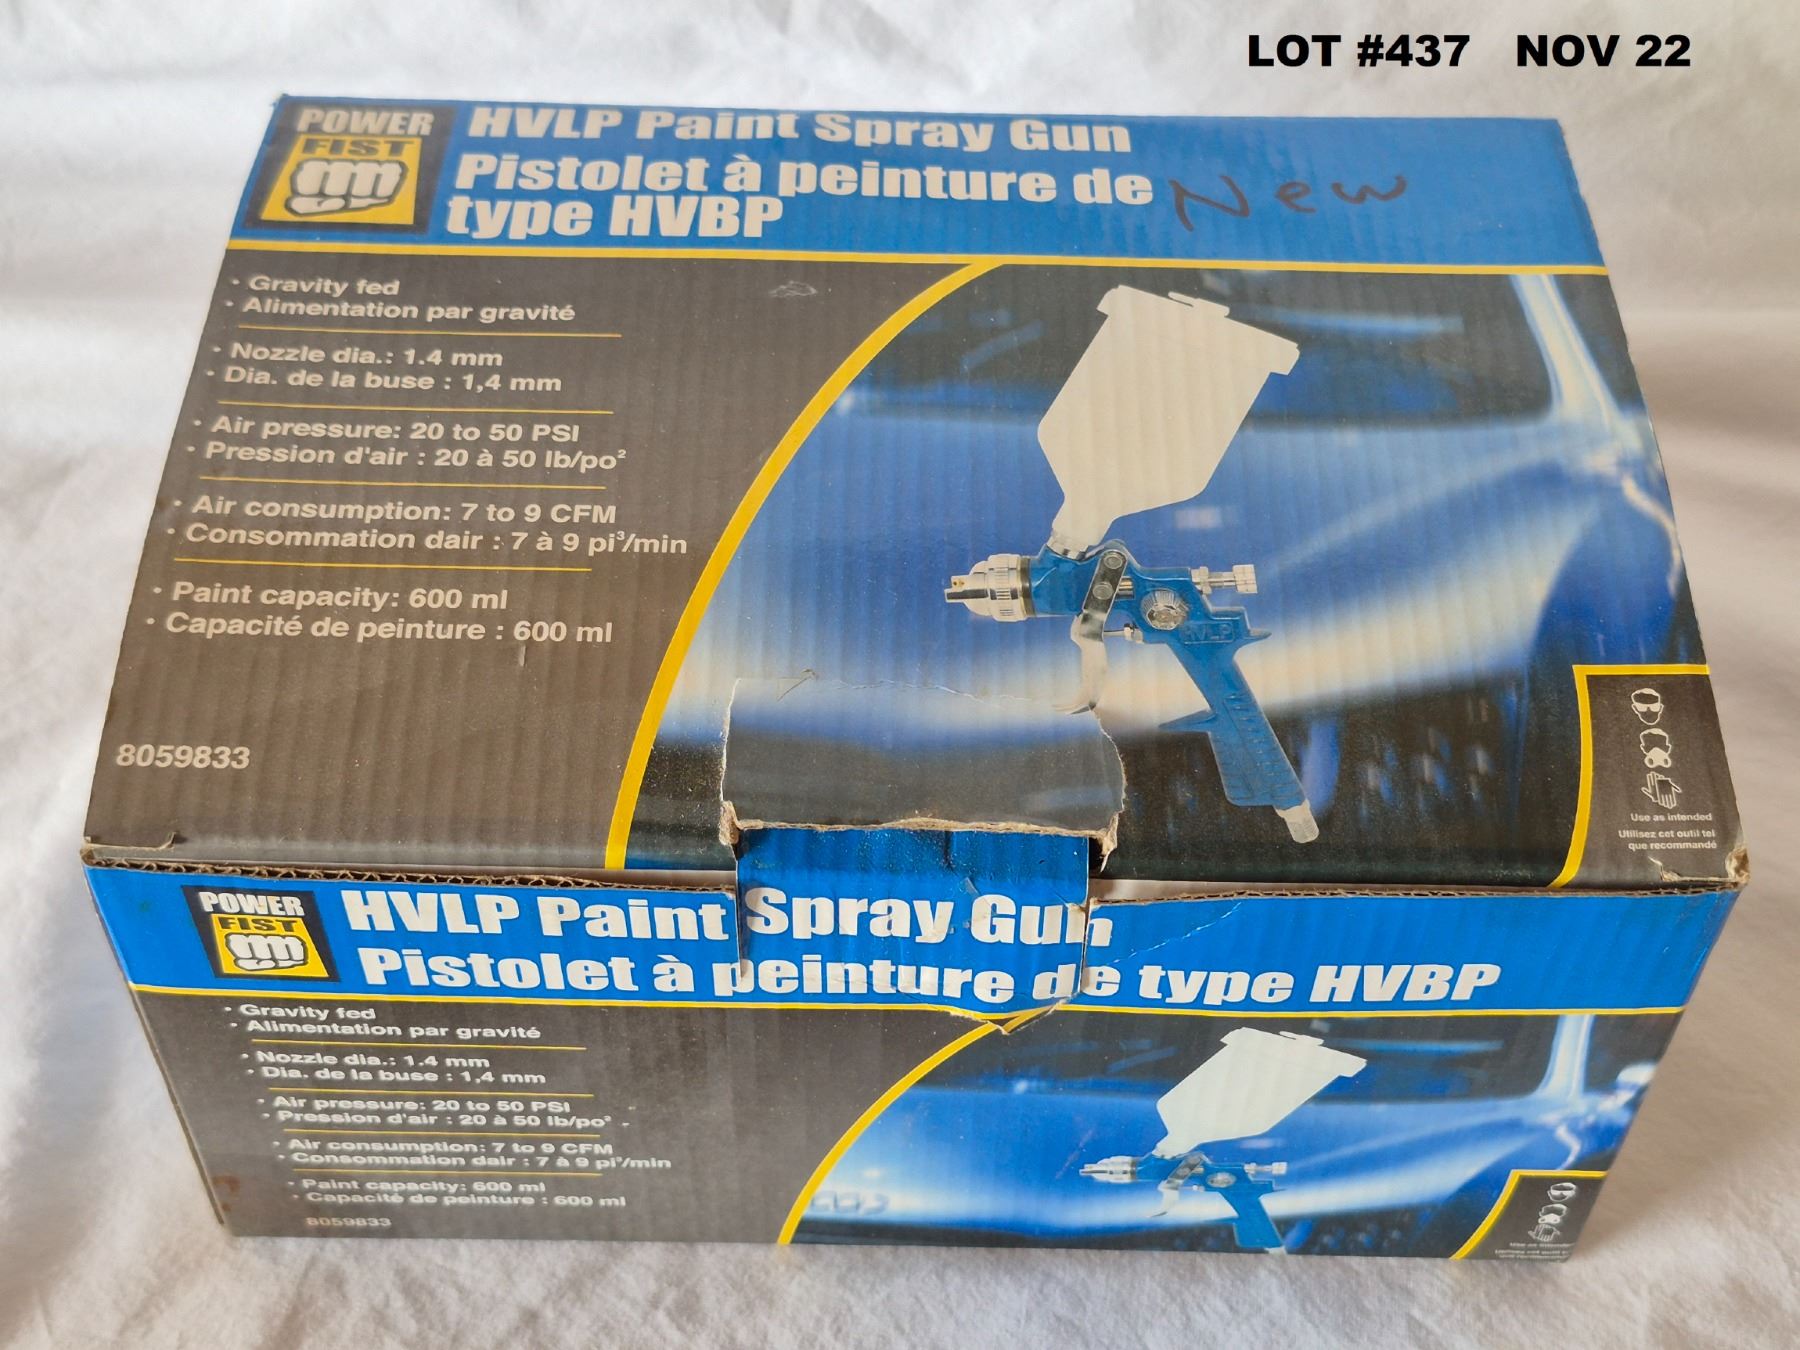 LOT #437 NOV 22
POWER
FIST
HVLP Paint Spray Gun
Pistolet à peinture de
type HVBP
New
• Gravity fed
• Alimentation par gravité
• Nozzle dia.: 1.4 mm
• Dia. de la buse : 1,4 mm
• Air pressure: 20 to 50 PSI
• Pression d'air : 20 à 50 lb/po²
• Air consumption: 7 to 9 CFM
• Consommation dair : 7 à 9 pi³/min
• Paint capacity: 600 ml
• Capacité de peinture : 600 ml
8059833
HVLP
Use as intended
Utilisez cet outil tel
que recommandé
POWER
FIST
HVLP Paint Spray Gun
Pistolet à peinture de type HVBP
• Gravity fed
• Alimentation par gravité
• Nozzle dia.: 1.4 mm
• Dia. de la buse : 1,4 mm
• Air pressure: 20 to 50 PSI
• Pression d'air : 20 à 50 lb/po²
• Air consumption: 7 to 9 CFM
• Consommation dair : 7 à 9 pi³/min
• Paint capacity: 600 ml
• Capacité de peinture : 600 ml
8059833
Use as intended